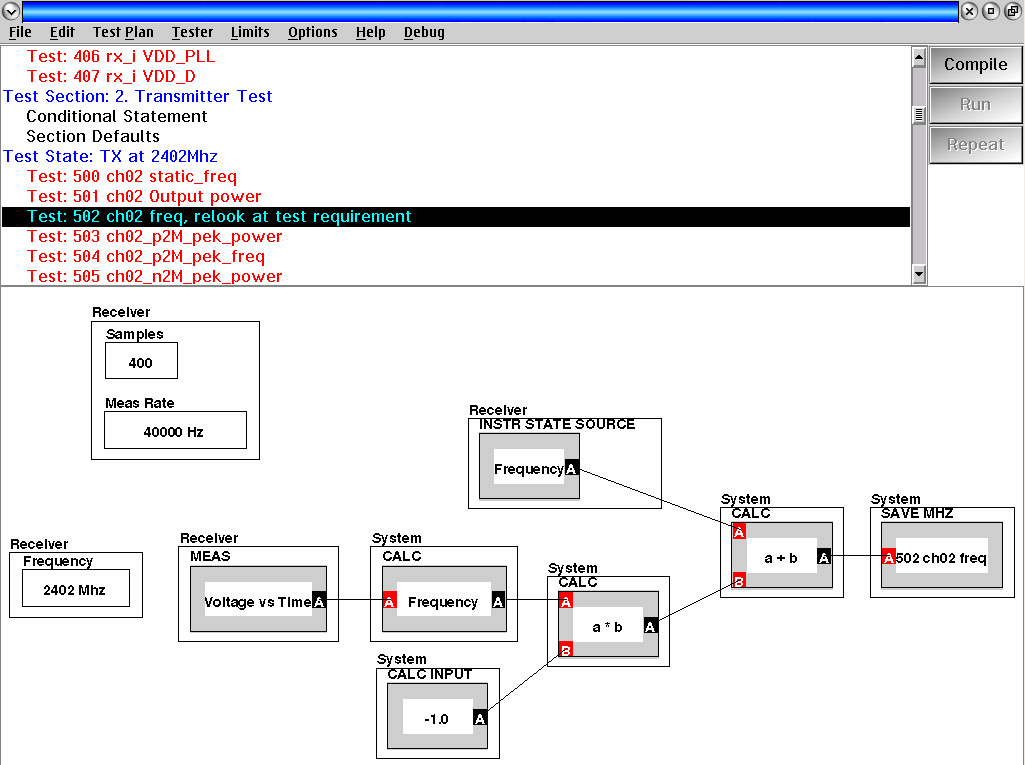 File Edit Test Plan Tester Limits Options Help Debug
Test: 406 rx_i VDD_PLL
Test: 407 rx_i VDD_D
Test Section: 2. Transmitter Test
Conditional Statement
Section Defaults
Test State: TX at 2402Mhz
Test: 500 ch02 static_freq
Test: 501 ch02 Output power
Test: 502 ch02 freq, relook at test requirement
Test: 503 ch02_p2M_pek_power
Test: 504 ch02_p2M_pek_freq
Test: 505 ch02_n2M_pek_power
Compile
Run
Repeat
Receiver
Samples
400
Meas Rate
40000 Hz
Receiver
INSTR STATE SOURCE
Frequency A
System
CALC
A
a + b A
B
System
SAVE MHZ
A 502 ch02 freq
Receiver
Frequency
2402 Mhz
Receiver
MEAS
Voltage vs Time A
System
CALC
A Frequency A
System
CALC
A
a * b A
B
System
CALC INPUT
-1.0 A